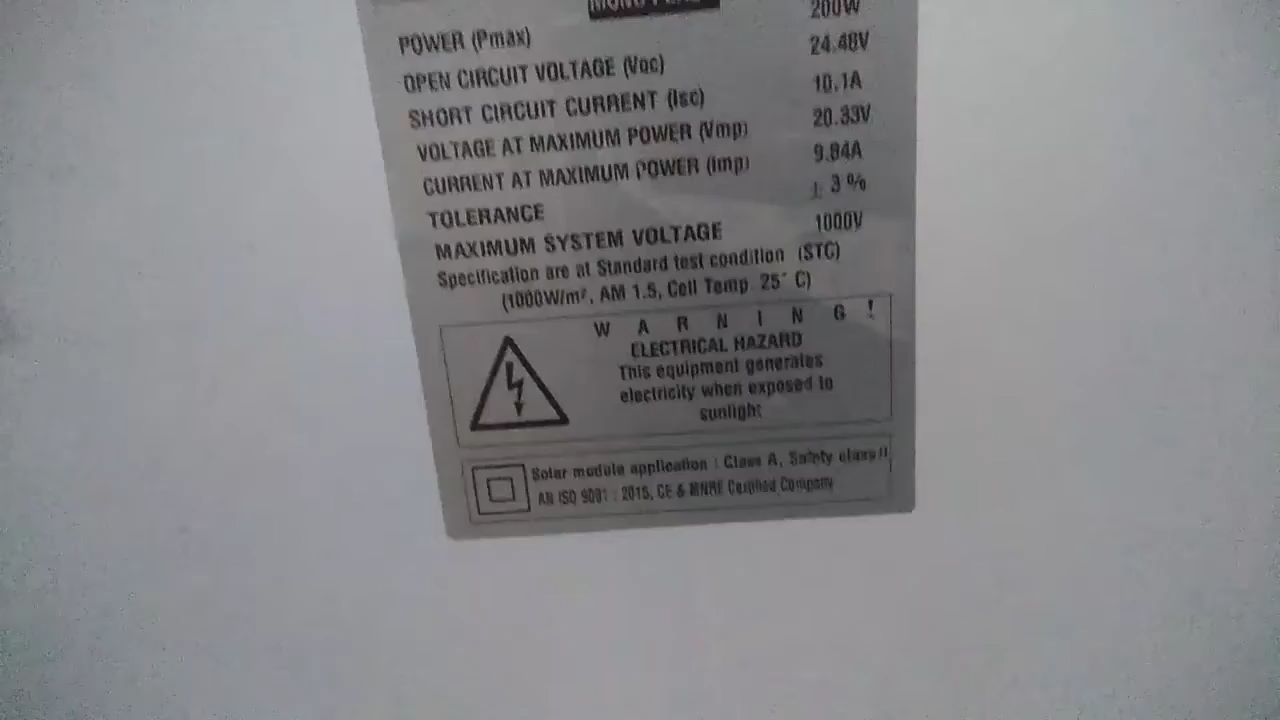 POWER (Pmax) 200W
OPEN CIRCUIT VOLTAGE (Voc) 24.48V
SHORT CIRCUIT CURRENT (Isc) 10.1A
VOLTAGE AT MAXIMUM POWER (Vmp) 20.33V
CURRENT AT MAXIMUM POWER (Imp) 9.84A
TOLERANCE ± 3 %
MAXIMUM SYSTEM VOLTAGE 1000V
Specification are at Standard test condition (STC)
(1000W/m², AM 1.5, Cell Temp 25° C)
W A R N I N G !
ELECTRICAL HAZARD
This equipment generates
electricity when exposed to
sunlight
Solar module application : Class A, Safety class II
AN ISO 9001 : 2015, CE & MNRE Certified Company